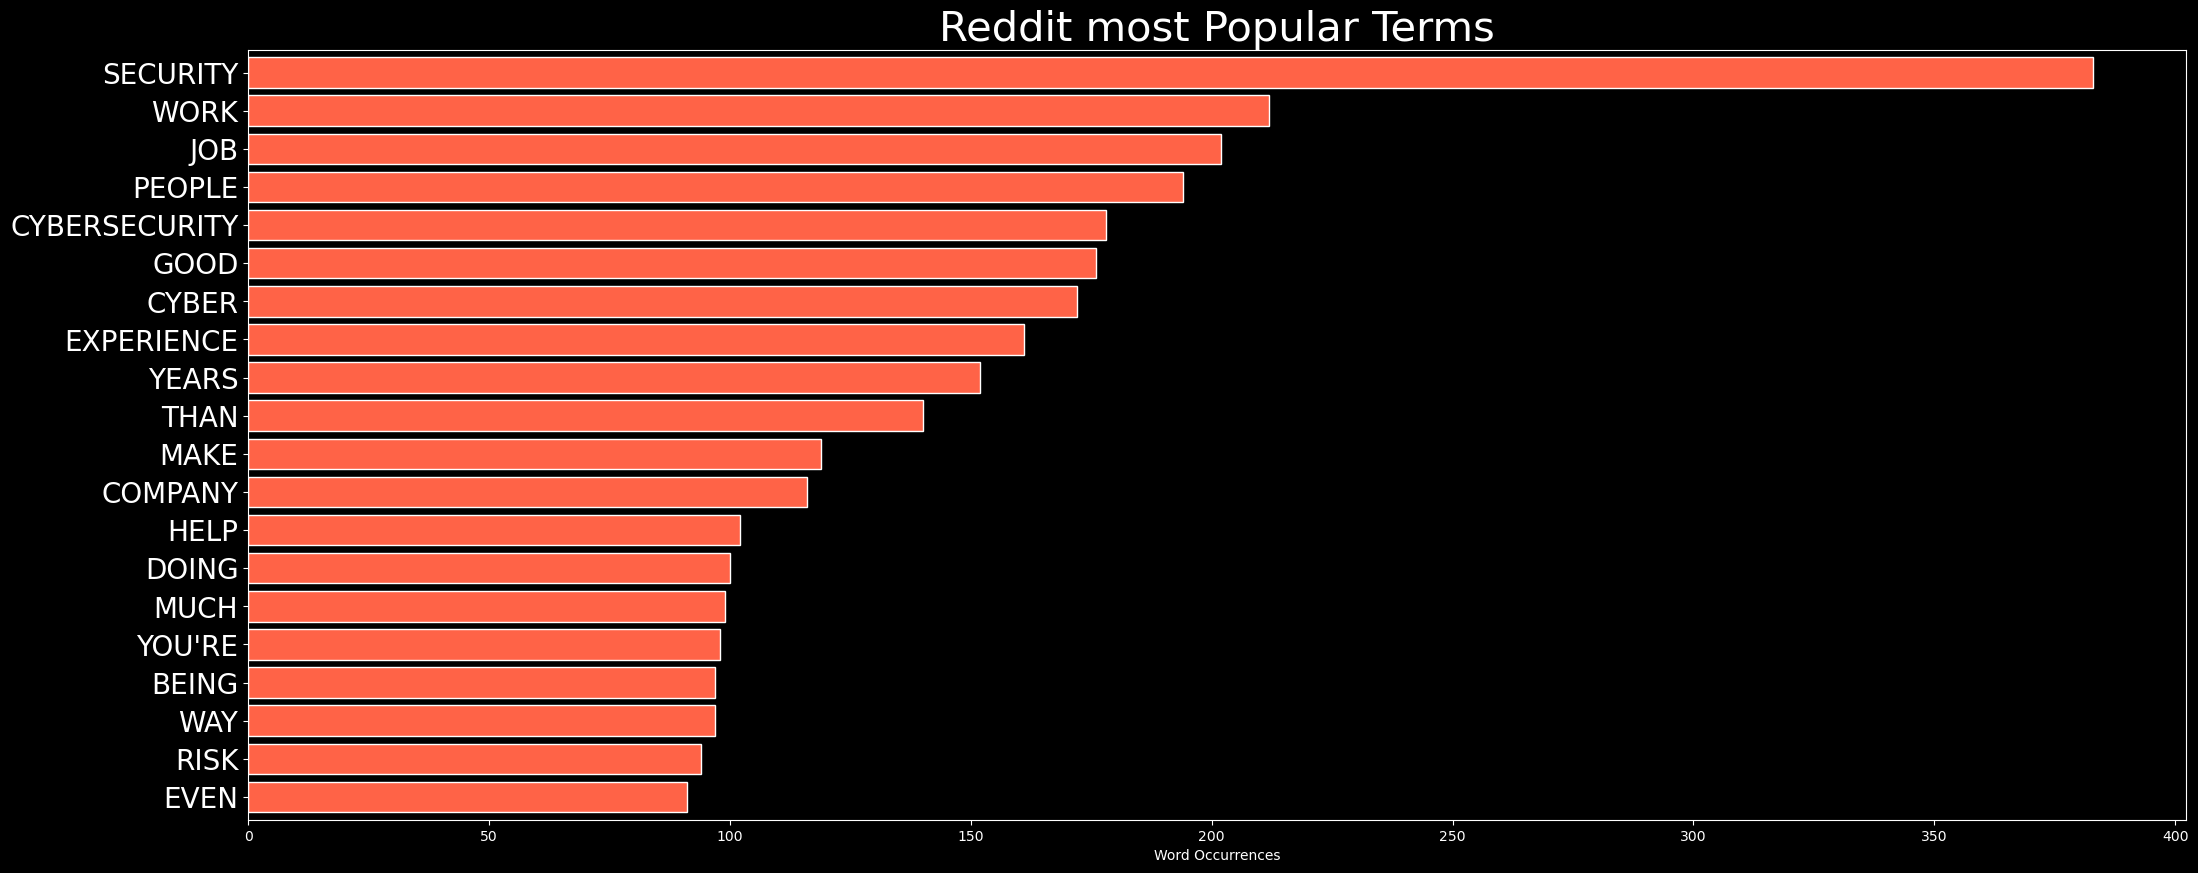 Reddit most Popular Terms
SECURITY
WORK
JOB
PEOPLE
CYBERSECURITY
GOOD
CYBER
EXPERIENCE
YEARS
THAN
MAKE
COMPANY
HELP
DOING
MUCH
YOU'RE
BEING
WAY
RISK
EVEN
0 50 100 150 200 250 300 350 400
Word Occurrences